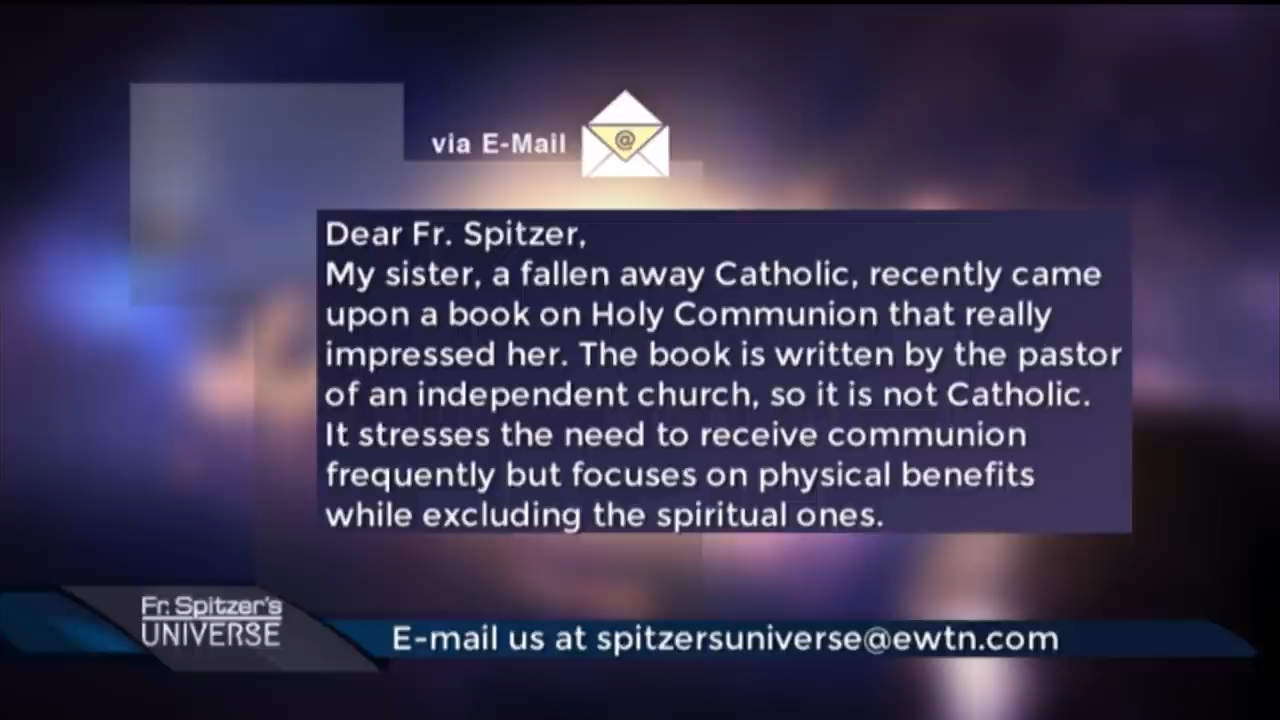 via E-Mail
@
Dear Fr. Spitzer,
My sister, a fallen away Catholic, recently came
upon a book on Holy Communion that really
impressed her. The book is written by the pastor
of an independent church, so it is not Catholic.
It stresses the need to receive communion
frequently but focuses on physical benefits
while excluding the spiritual ones.
Fr. Spitzer's
UNIVERSE
E-mail us at spitzersuniverse@ewtn.com